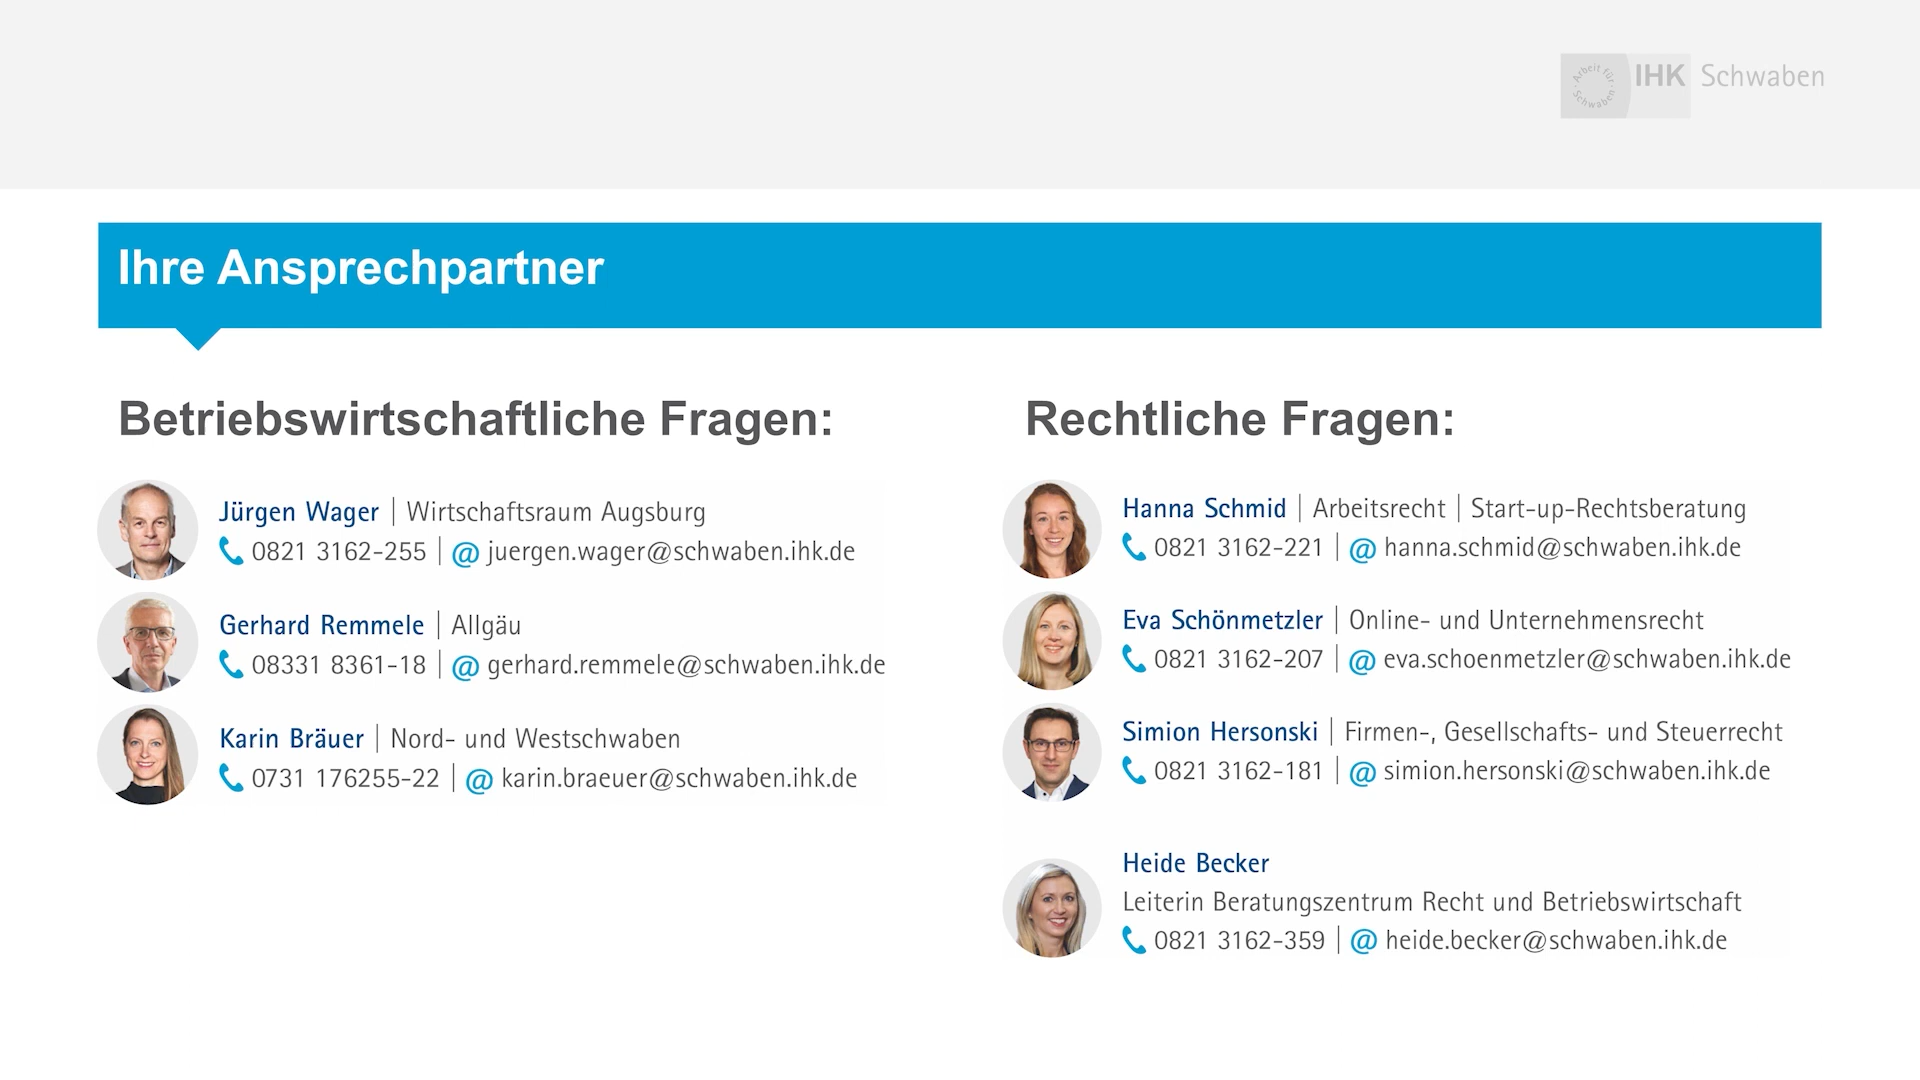 Arbeit für Schwaben
IHK Schwaben
Ihre Ansprechpartner
Betriebswirtschaftliche Fragen:
Jürgen Wager | Wirtschaftsraum Augsburg
0821 3162-255 | @ juergen.wager@schwaben.ihk.de
Gerhard Remmele | Allgäu
08331 8361-18 | @ gerhard.remmele@schwaben.ihk.de
Karin Bräuer | Nord- und Westschwaben
0731 176255-22 | @ karin.braeuer@schwaben.ihk.de
Rechtliche Fragen:
Hanna Schmid | Arbeitsrecht | Start-up-Rechtsberatung
0821 3162-221 | @ hanna.schmid@schwaben.ihk.de
Eva Schönmetzler | Online- und Unternehmensrecht
0821 3162-207 | @ eva.schoenmetzler@schwaben.ihk.de
Simion Hersonski | Firmen-, Gesellschafts- und Steuerrecht
0821 3162-181 | @ simion.hersonski@schwaben.ihk.de
Heide Becker
Leiterin Beratungszentrum Recht und Betriebswirtschaft
0821 3162-359 | @ heide.becker@schwaben.ihk.de